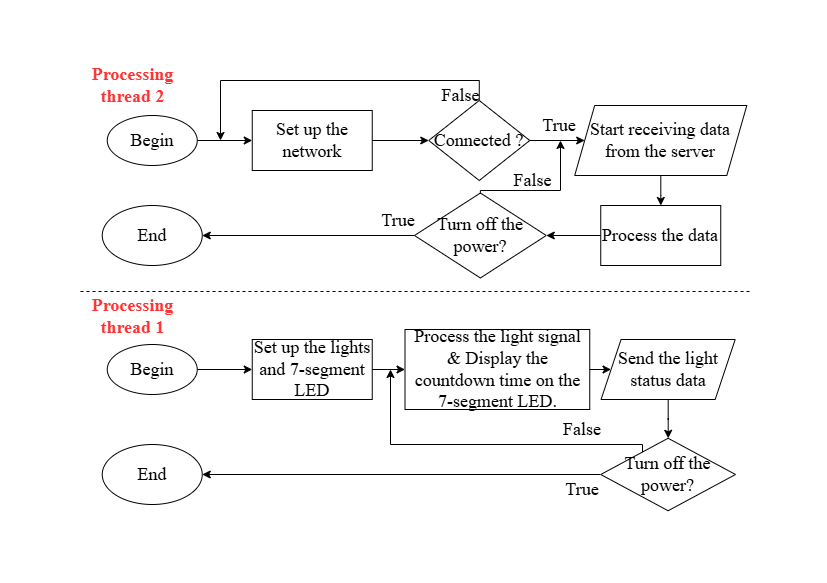 Processing
thread 2
False
Begin
Set up the
network
Connected ?
True
Start receiving data
from the server
False
End
True
Turn off the
power?
Process the data
Processing
thread 1
Begin
Set up the lights
and 7-segment
LED
Process the light signal
& Display the
countdown time on the
7-segment LED.
Send the light
status data
False
End
True
Turn off the
power?